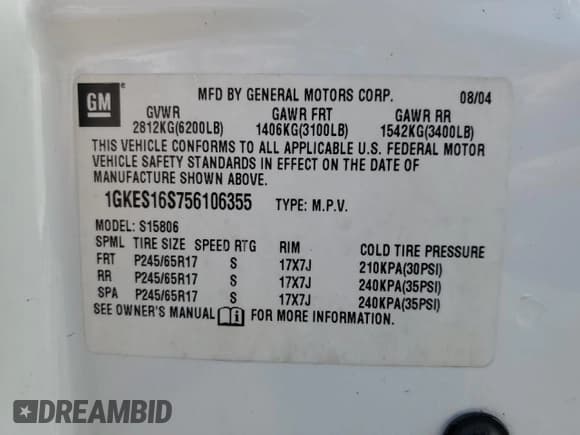 GM
®
MFD BY GENERAL MOTORS CORP. 08/04
GVWR GAWR FRT GAWR RR
2812KG(6200LB) 1406KG(3100LB) 1542KG(3400LB)
THIS VEHICLE CONFORMS TO ALL APPLICABLE U.S. FEDERAL MOTOR
VEHICLE SAFETY STANDARDS IN EFFECT ON THE DATE OF
MANUFACTURE SHOWN ABOVE.
1GKES16S756106355 TYPE: M.P.V.
MODEL: S15806
SPML TIRE SIZE SPEED RTG RIM COLD TIRE PRESSURE
FRT P245/65R17 S 17X7J 210KPA(30PSI)
RR P245/65R17 S 17X7J 240KPA(35PSI)
SPA P245/65R17 S 17X7J 240KPA(35PSI)
SEE OWNER'S MANUAL FOR MORE INFORMATION.
DREAMBID